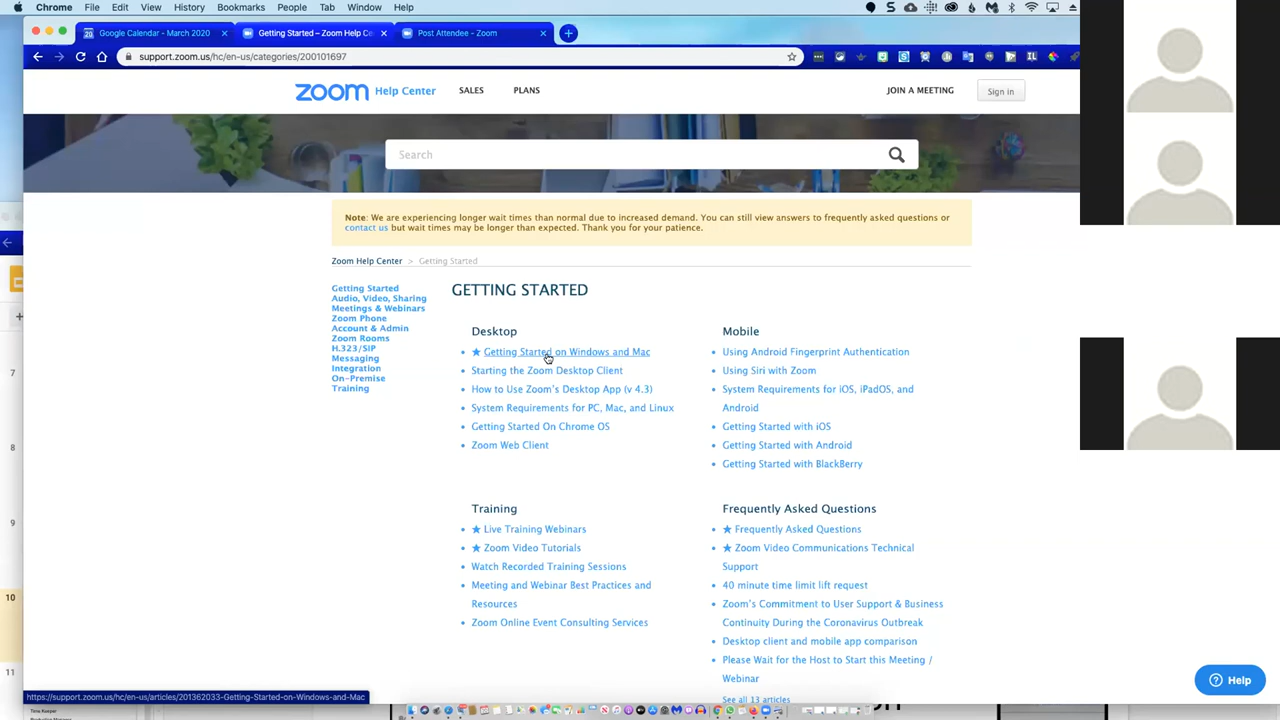 Chrome File Edit View History Bookmarks People Tab Window Help
Google Calendar - March 2020 × Getting Started – Zoom Help Ce × Post Attendee - Zoom ×
support.zoom.us/hc/en-us/categories/200101697
zoom Help Center SALES PLANS JOIN A MEETING Sign in
Search
Note: We are experiencing longer wait times than normal due to increased demand. You can still view answers to frequently asked questions or
contact us but wait times may be longer than expected. Thank you for your patience.
Zoom Help Center > Getting Started
Getting Started
Audio, Video, Sharing
Meetings & Webinars
Zoom Phone
Account & Admin
Zoom Rooms
H.323/SIP
Messaging
Integration
On-Premise
Training
GETTING STARTED
Desktop
★ Getting Started on Windows and Mac
Starting the Zoom Desktop Client
How to Use Zoom's Desktop App (v 4.3)
System Requirements for PC, Mac, and Linux
Getting Started On Chrome OS
Zoom Web Client
Mobile
Using Android Fingerprint Authentication
Using Siri with Zoom
System Requirements for iOS, iPadOS, and
Android
Getting Started with iOS
Getting Started with Android
Getting Started with BlackBerry
Training
★ Live Training Webinars
★ Zoom Video Tutorials
Watch Recorded Training Sessions
Meeting and Webinar Best Practices and
Resources
Zoom Online Event Consulting Services
Frequently Asked Questions
★ Frequently Asked Questions
★ Zoom Video Communications Technical
Support
40 minute time limit lift request
Zoom's Commitment to User Support & Business
Continuity During the Coronavirus Outbreak
Desktop client and mobile app comparison
Please Wait for the Host to Start this Meeting /
Webinar
See all 13 articles
Help
7
8
9
10
11
https://support.zoom.us/hc/en-us/articles/201362033-Getting-Started-on-Windows-and-Mac
Time Keeper